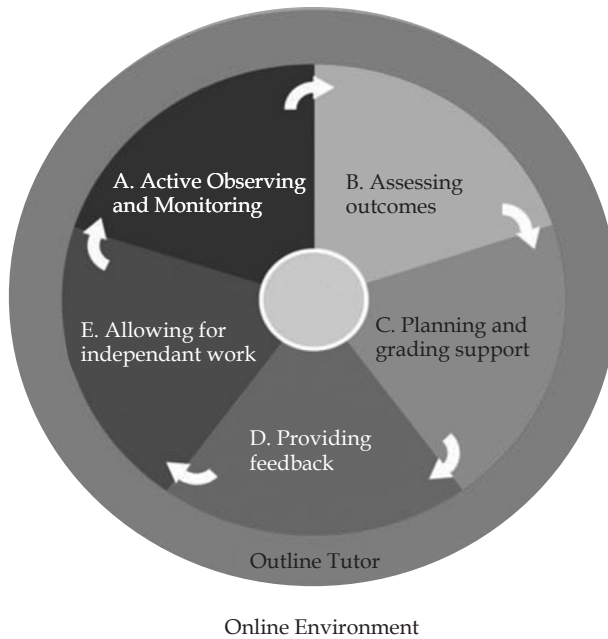 A. Active Observing
and Monitoring
B. Assessing
outcomes
C. Planning and
grading support
D. Providing
feedback
E. Allowing for
independant work
Outline Tutor
Online Environment